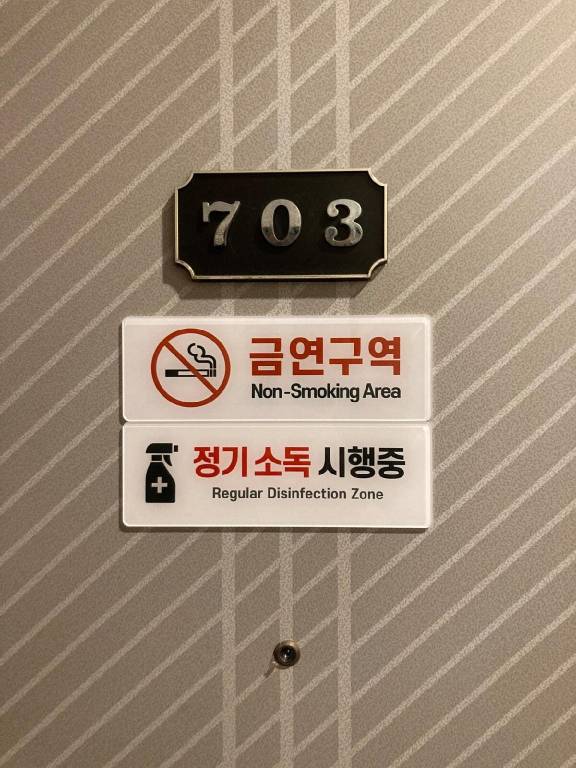 703
금연구역
Non-Smoking Area
정기 소독 시행중
Regular Disinfection Zone